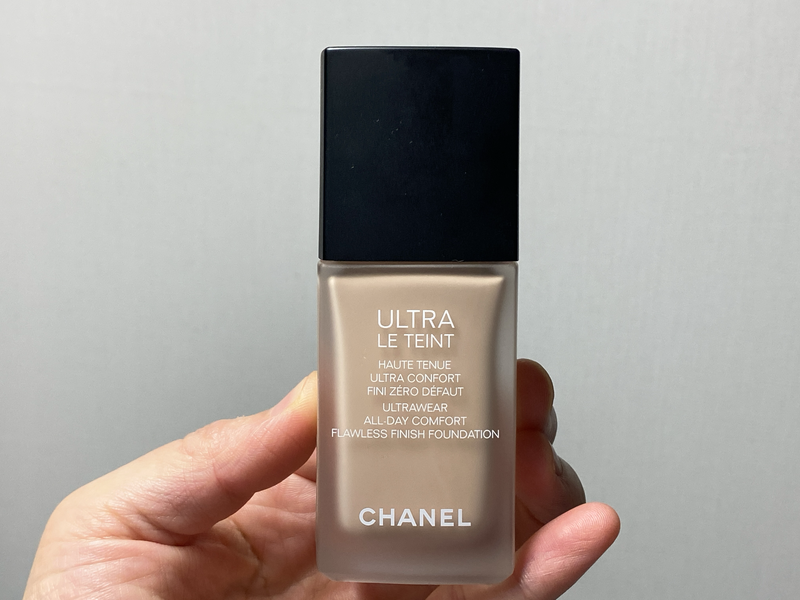 ULTRA
LE TEINT
HAUTE TENUE
ULTRA CONFORT
FINI ZÉRO DÉFAUT
ULTRAWEAR
ALL-DAY COMFORT
FLAWLESS FINISH FOUNDATION
CHANEL